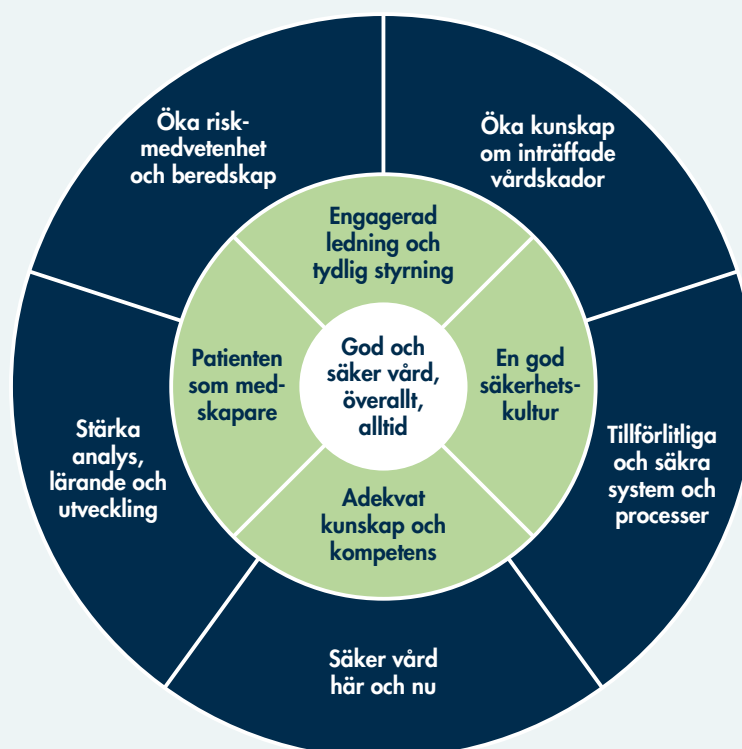 Öka risk-
medvetenhet
och beredskap
Öka kunskap
om inträffade
vårdskador
Engagerad
ledning och
tydlig styrning
Patienten
som med-
skapare
God och
säker vård,
överallt,
alltid
En god
säkerhets-
kultur
Stärka
analys,
lärande och
utveckling
Tillförlitliga
och säkra
system och
processer
Adekvat
kunskap och
kompetens
Säker vård
här och nu